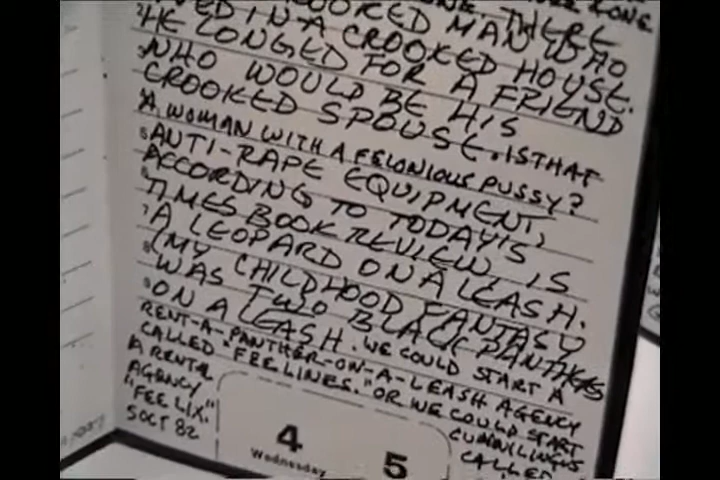 THERE
CROOKED MAN WHO
LIVED IN A CROOKED HOUSE.
HE LONGED FOR A FRIEND
WHO WOULD BE HIS
CROOKED SPOUSE. IS THAT
A WOMAN WITH A FELONIOUS PUSSY?
ANTI-RAPE EQUIPMENT,
ACCORDING TO TODAY'S
TIMES BOOK REVIEW IS
A LEOPARD ON A LEASH.
(MY CHILDHOOD FANTASY
WAS TWO BLACK PANTHERS
ON A LEASH. WE COULD START A
RENT-A-PANTHER-ON-A-LEASH AGENCY
CALLED "FEELINES." OR WE COULD START
A RENTA CUNNILINGUS
AGENCY CALLED
"FEE LIX."
5 OCT 82
4
Wednesday
5